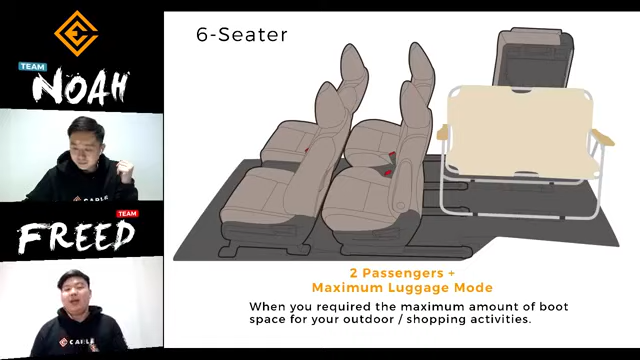 6-Seater
TEAM
NOAH
TEAM
FREED
2 Passengers +
Maximum Luggage Mode
When you required the maximum amount of boot
space for your outdoor / shopping activities.